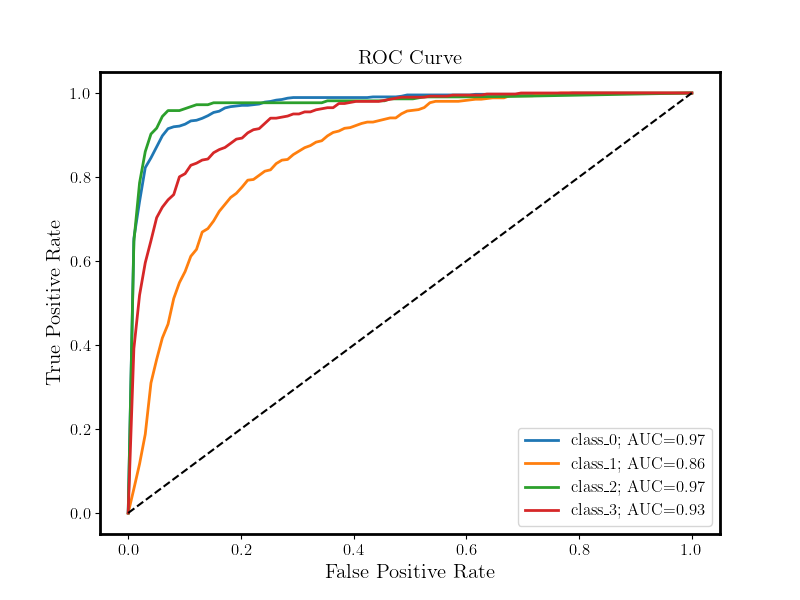 ROC Curve
1.0
0.8
0.6
0.4
0.2
0.0
True Positive Rate
class_0; AUC=0.97
class_1; AUC=0.86
class_2; AUC=0.97
class_3; AUC=0.93
0.0 0.2 0.4 0.6 0.8 1.0
False Positive Rate